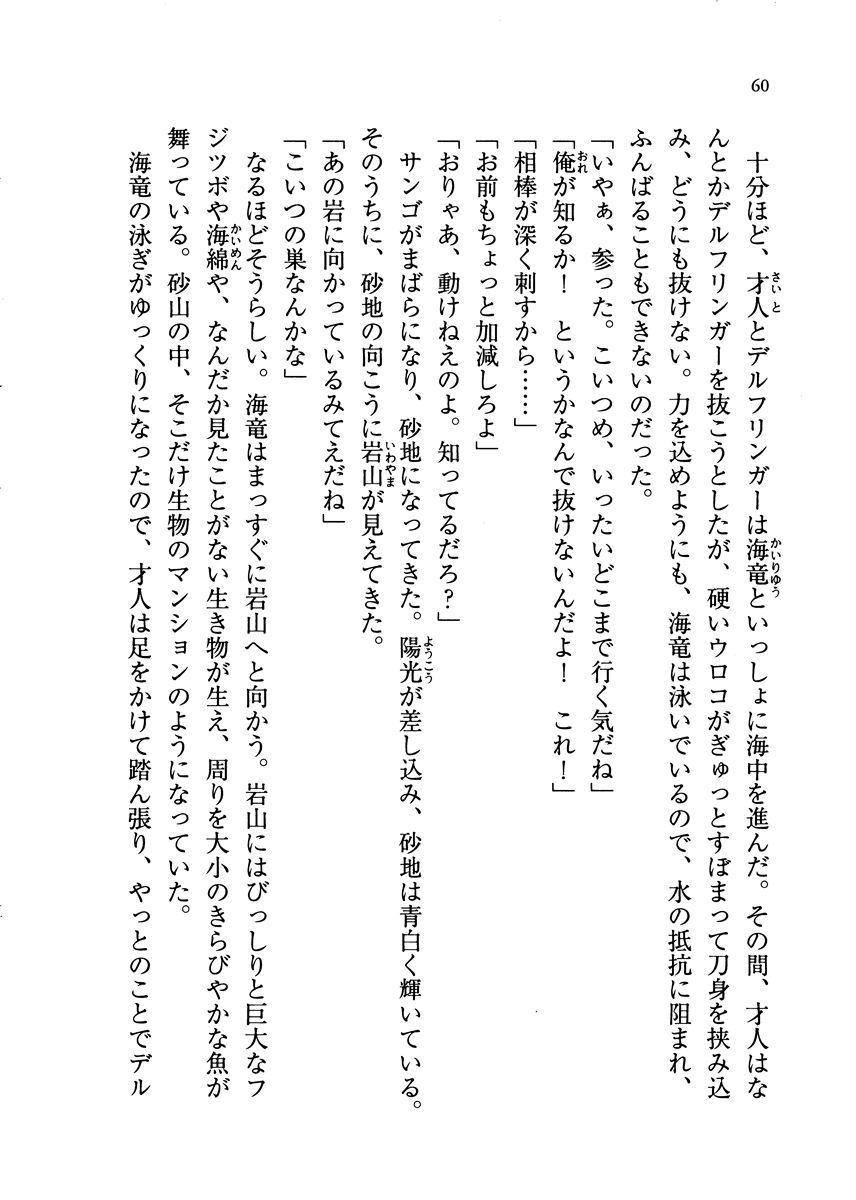 60
十分ほど、才人とデルフリンガーは海竜といっしょに海中を進んだ。その間、才人はな
んとかデルフリンガーを抜こうとしたが、硬いウロコがぎゅっとすぼまって刀身を挟み込
み、どうにも抜けない。力を込めようにも、海竜は泳いでいるので、水の抵抗に阻まれ、
ふんばることもできないのだった。
「いやぁ、参った。こいつめ、いったいどこまで行く気だね」
「俺が知るか!　というかなんで抜けないんだよ!　これ!」
「相棒が深く刺すから……」
「お前もちょっと加減しろよ」
「おりゃあ、動けねえのよ。知ってるだろ?」
サンゴがまばらになり、砂地になってきた。陽光が差し込み、砂地は青白く輝いている。
そのうちに、砂地の向こうに岩山が見えてきた。
「あの岩に向かっているみてえだね」
「こいつの巣なんかな」
なるほどそうらしい。海竜はまっすぐに岩山へと向かう。岩山にはびっしりと巨大なフ
ジツボや海綿や、なんだか見たことがない生き物が生え、周りを大小のきらびやかな魚が
舞っている。砂山の中、そこだけ生物のマンションのようになっていた。
海竜の泳ぎがゆっくりになったので、才人は足をかけて踏ん張り、やっとのことでデル